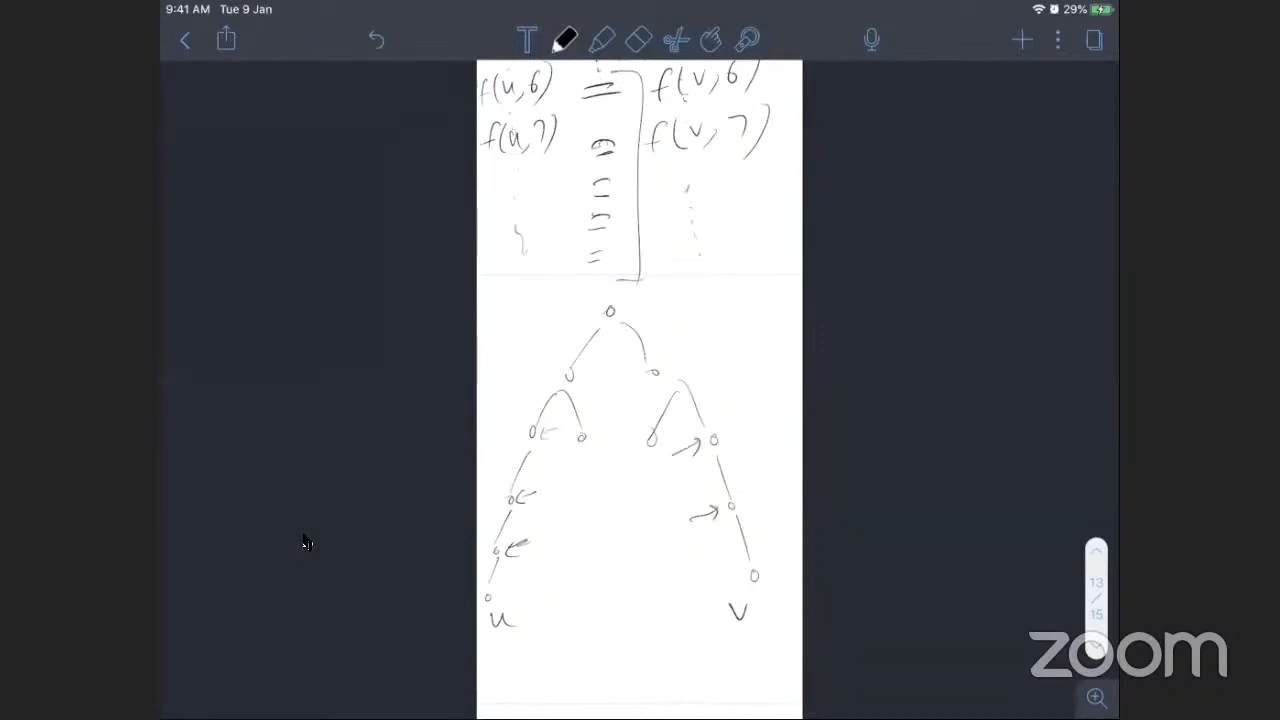 9:41 AM Tue 9 Jan 29%
T
f(u,6) = f(v,6)
f(u,7) = f(v,7)
=
=
=
u v
13
/
15
zoom